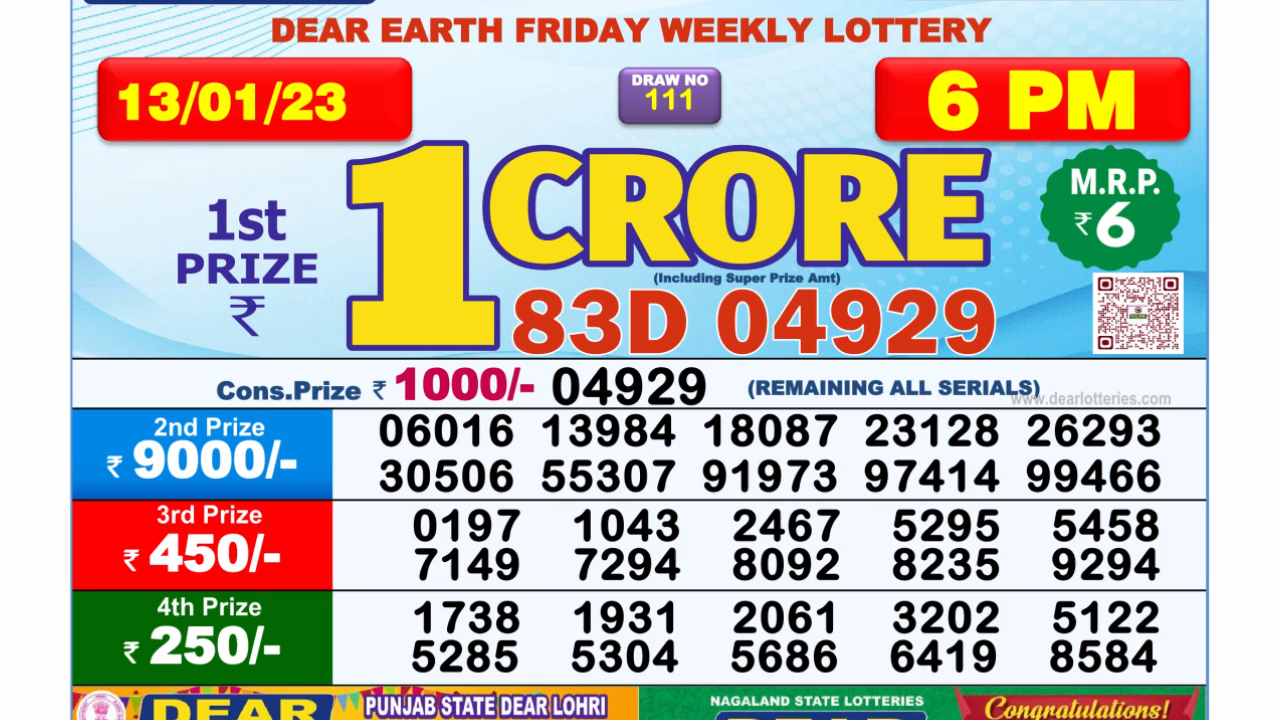 DEAR EARTH FRIDAY WEEKLY LOTTERY
13/01/23
DRAW NO
111
6 PM
1st
PRIZE
₹
1 CRORE
(Including Super Prize Amt)
83D 04929
M.R.P.
₹6
Cons.Prize ₹ 1000/- 04929 (REMAINING ALL SERIALS)
www.dearlotteries.com
2nd Prize
₹ 9000/-
06016 13984 18087 23128 26293
30506 55307 91973 97414 99466
3rd Prize
₹ 450/-
0197 1043 2467 5295 5458
7149 7294 8092 8235 9294
4th Prize
₹ 250/-
1738 1931 2061 3202 5122
5285 5304 5686 6419 8584
DEAR
PUNJAB STATE DEAR LOHRI
NAGALAND STATE LOTTERIES
DEAR
Congratulations!